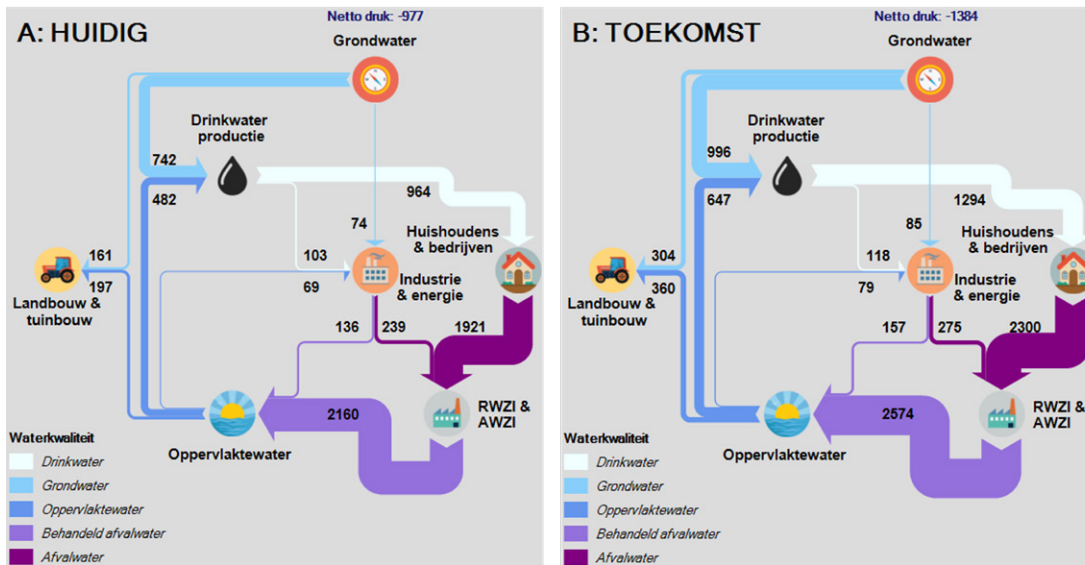 A: HUIDIG
Netto druk: -977
Grondwater
Drinkwater
productie
742
482
964
74
Huishoudens
& bedrijven
161
197
103
69
Industrie
& energie
Landbouw &
tuinbouw
136
239
1921
2160
RWZI &
AWZI
Oppervlaktewater
Waterkwaliteit
Drinkwater
Grondwater
Oppervlaktewater
Behandeld afvalwater
Afvalwater
B: TOEKOMST
Netto druk: -1384
Grondwater
Drinkwater
productie
996
647
1294
85
Huishoudens
& bedrijven
304
360
118
79
Industrie
& energie
Landbouw &
tuinbouw
157
275
2300
2574
RWZI &
AWZI
Oppervlaktewater
Waterkwaliteit
Drinkwater
Grondwater
Oppervlaktewater
Behandeld afvalwater
Afvalwater